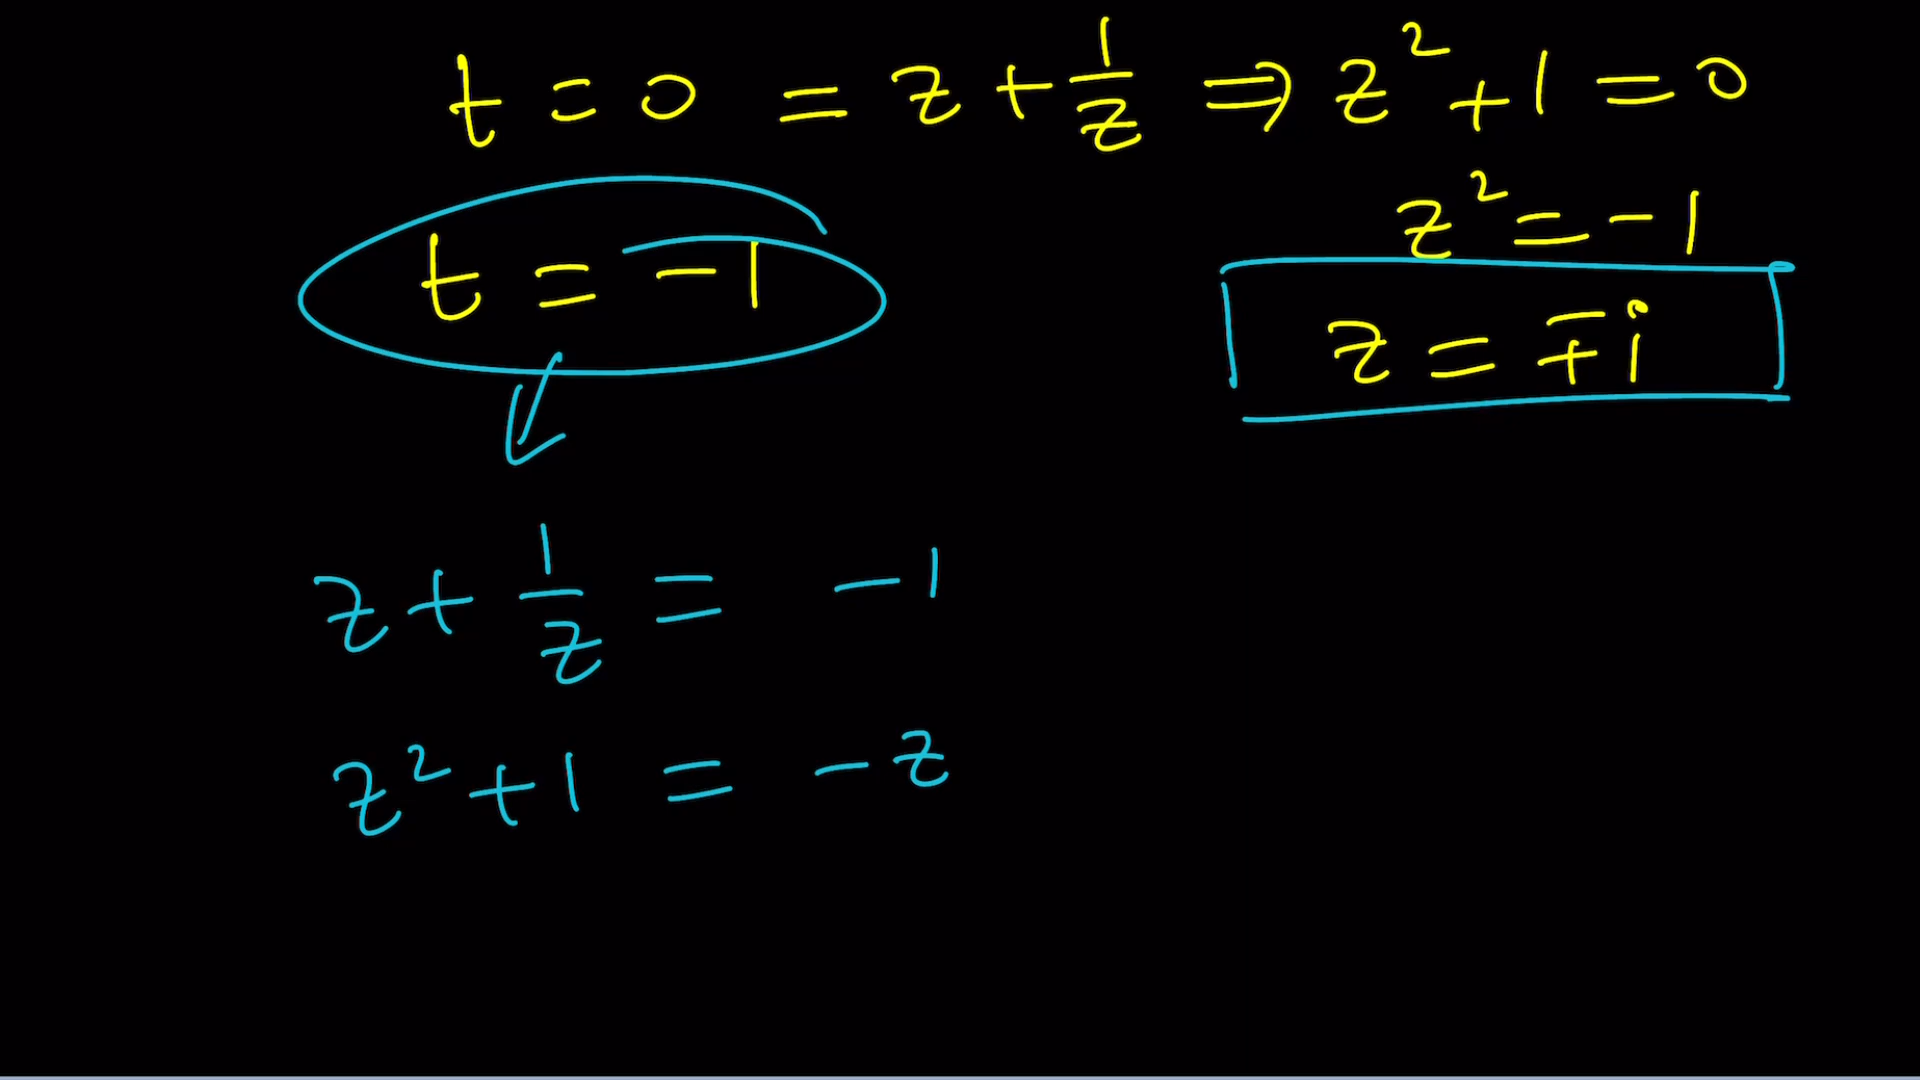 t = 0 = z + 1/z ⇒ z² + 1 = 0
z² = -1
t = -1
z = ∓i
z + 1/z = -1
z² + 1 = -z